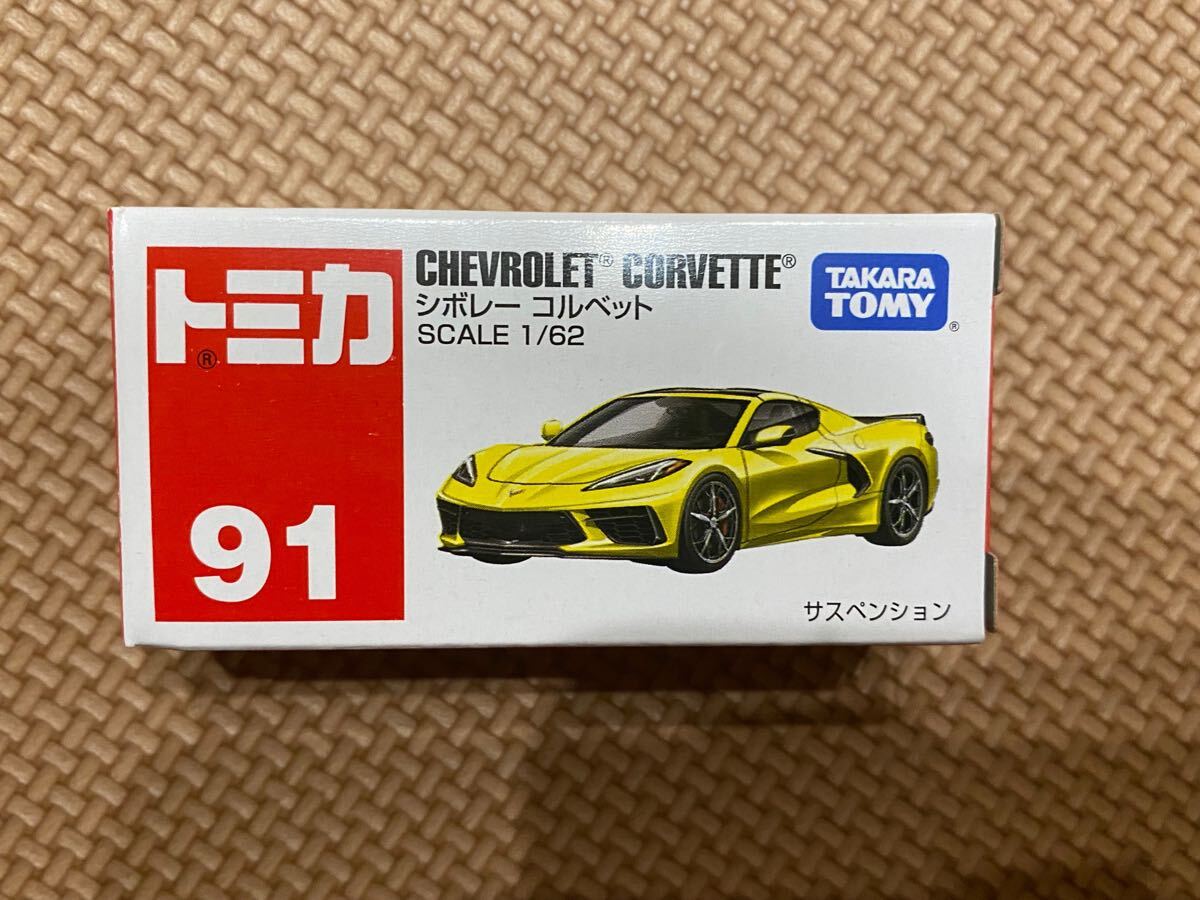 トミカ®
91
CHEVROLET® CORVETTE®
シボレー コルベット
SCALE 1/62
TAKARA
TOMY®
サスペンション